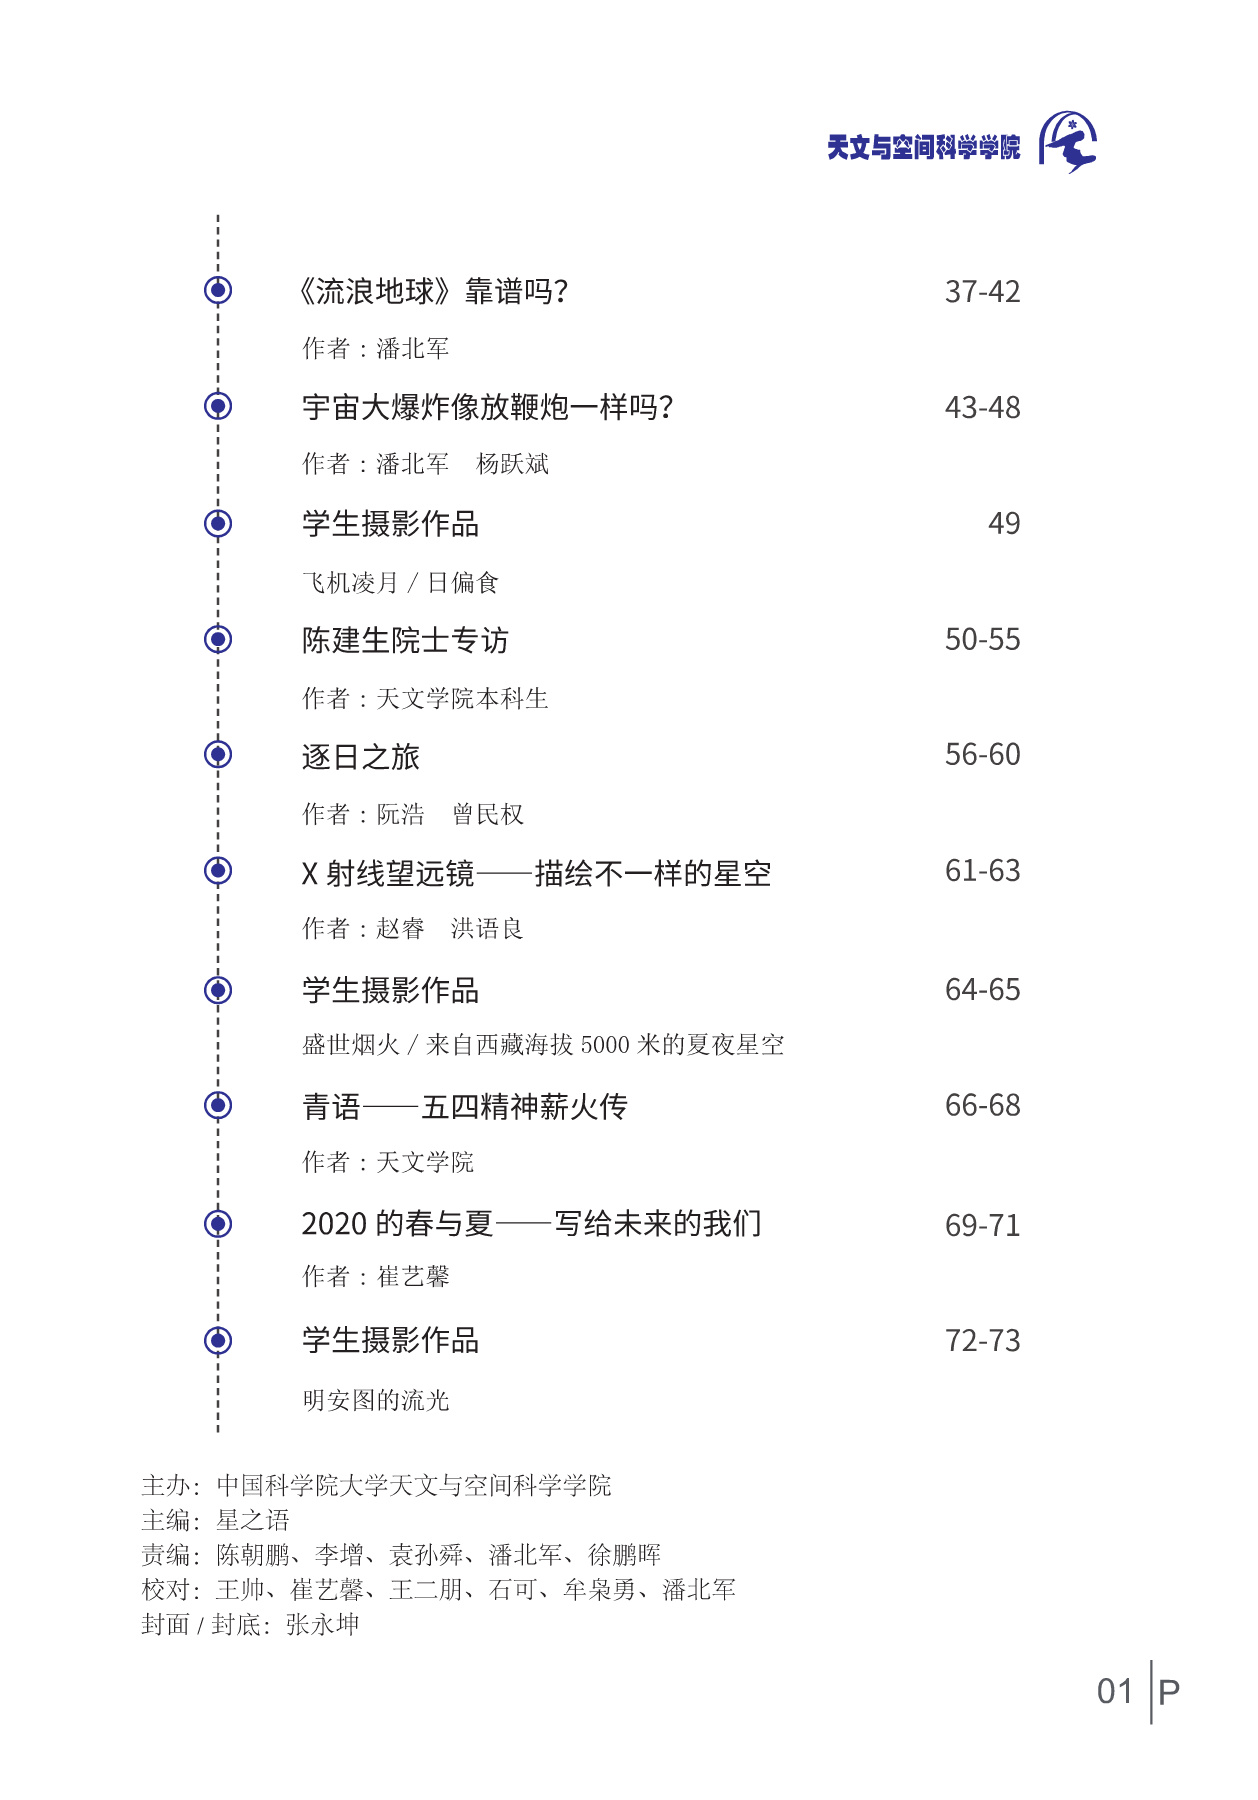 天文与空间科学学院
《流浪地球》靠谱吗？ 37-42
作者：潘北军
宇宙大爆炸像放鞭炮一样吗？ 43-48
作者：潘北军　杨跃斌
学生摄影作品 49
飞机凌月 / 日偏食
陈建生院士专访 50-55
作者：天文学院本科生
逐日之旅 56-60
作者：阮浩　曾民权
X 射线望远镜——描绘不一样的星空 61-63
作者：赵睿　洪语良
学生摄影作品 64-65
盛世烟火 / 来自西藏海拔 5000 米的夏夜星空
青语——五四精神薪火传 66-68
作者：天文学院
2020 的春与夏——写给未来的我们 69-71
作者：崔艺馨
学生摄影作品 72-73
明安图的流光
主办：中国科学院大学天文与空间科学学院
主编：星之语
责编：陈朝鹏、李增、袁孙舜、潘北军、徐鹏晖
校对：王帅、崔艺馨、王二朋、石可、牟枭勇、潘北军
封面 / 封底：张永坤
01 P